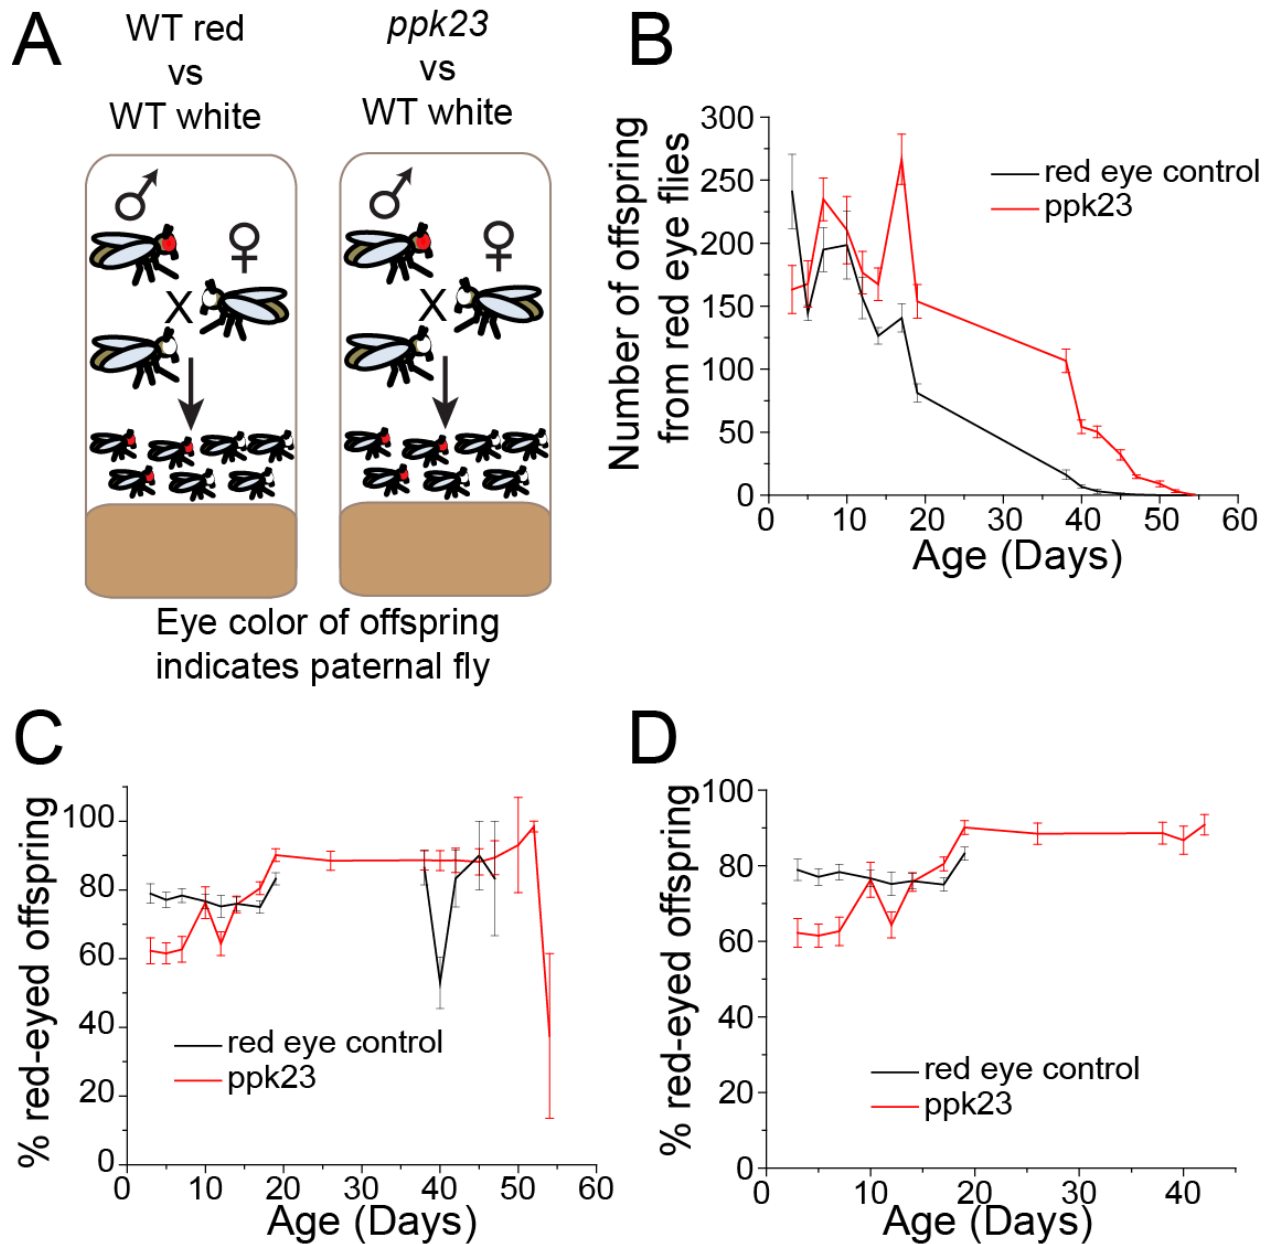 A
WT red
vs
WT white
ppk23
vs
WT white
♂
♀
X
♂
♀
X
Eye color of offspring
indicates paternal fly
B
Number of offspring
from red eye flies
300
250
200
150
100
50
0
red eye control
ppk23
0 10 20 30 40 50 60
Age (Days)
C
% red-eyed offspring
100
80
60
40
20
0
red eye control
ppk23
0 10 20 30 40 50 60
Age (Days)
D
% red-eyed offspring
100
80
60
40
20
0
red eye control
ppk23
0 10 20 30 40
Age (Days)